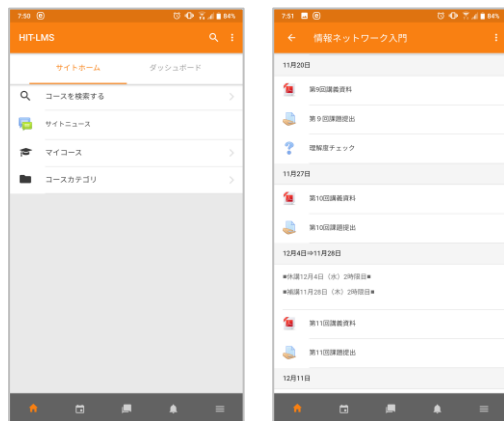 7:50
84%
HIT-LMS
サイトホーム
ダッシュボード
コースを検索する
サイトニュース
マイコース
コースカテゴリ
7:51
84%
情報ネットワーク入門
11月20日
第9回講義資料
第９回課題提出
理解度チェック
11月27日
第10回講義資料
第10回課題提出
12月4日⇒11月28日
■休講12月4日（水）2時限目■
■補講11月28日（木）2時限目■
第11回講義資料
第11回課題提出
12月11日